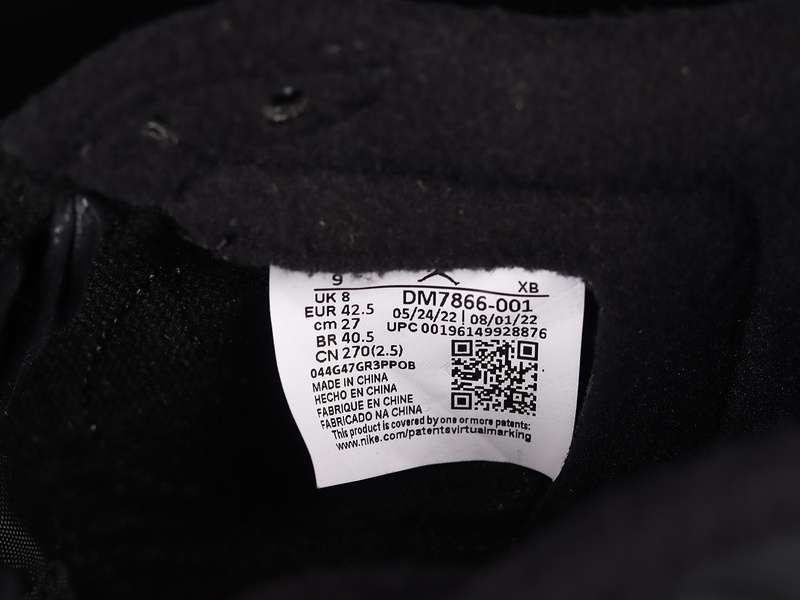 9 XB
UK 8 DM7866-001
EUR 42.5 05/24/22 | 08/01/22
cm 27 UPC 00196149928876
BR 40.5
CN 270(2.5)
044G47GR3PPOB
MADE IN CHINA
HECHO EN CHINA
FABRIQUE EN CHINE
FABRICADO NA CHINA
This product is covered by one or more patents:
www.nike.com/patentsvirtualmarking